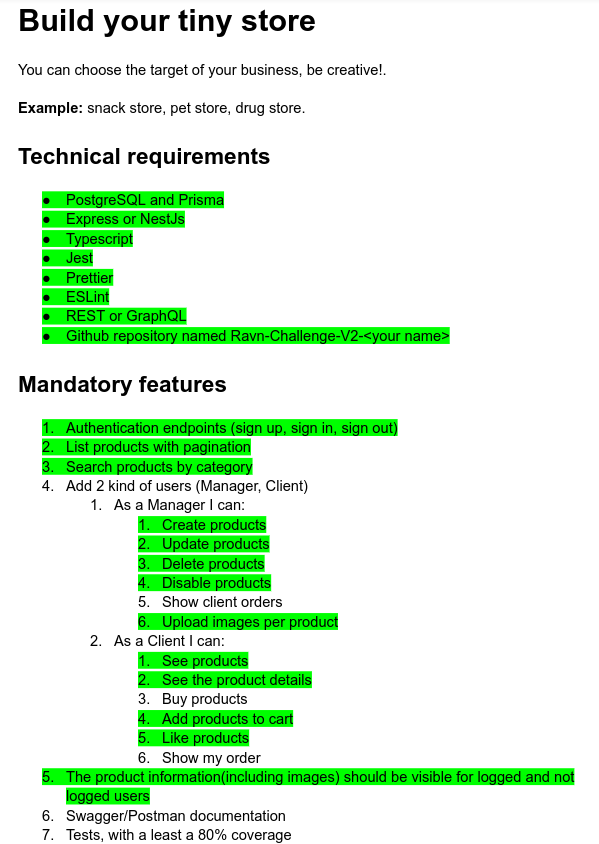 Build your tiny store
You can choose the target of your business, be creative!.
Example: snack store, pet store, drug store.
Technical requirements
● PostgreSQL and Prisma
● Express or NestJs
● Typescript
● Jest
● Prettier
● ESLint
● REST or GraphQL
● Github repository named Ravn-Challenge-V2-<your name>
Mandatory features
1. Authentication endpoints (sign up, sign in, sign out)
2. List products with pagination
3. Search products by category
4. Add 2 kind of users (Manager, Client)
1. As a Manager I can:
1. Create products
2. Update products
3. Delete products
4. Disable products
5. Show client orders
6. Upload images per product
2. As a Client I can:
1. See products
2. See the product details
3. Buy products
4. Add products to cart
5. Like products
6. Show my order
5. The product information(including images) should be visible for logged and not
logged users
6. Swagger/Postman documentation
7. Tests, with a least a 80% coverage